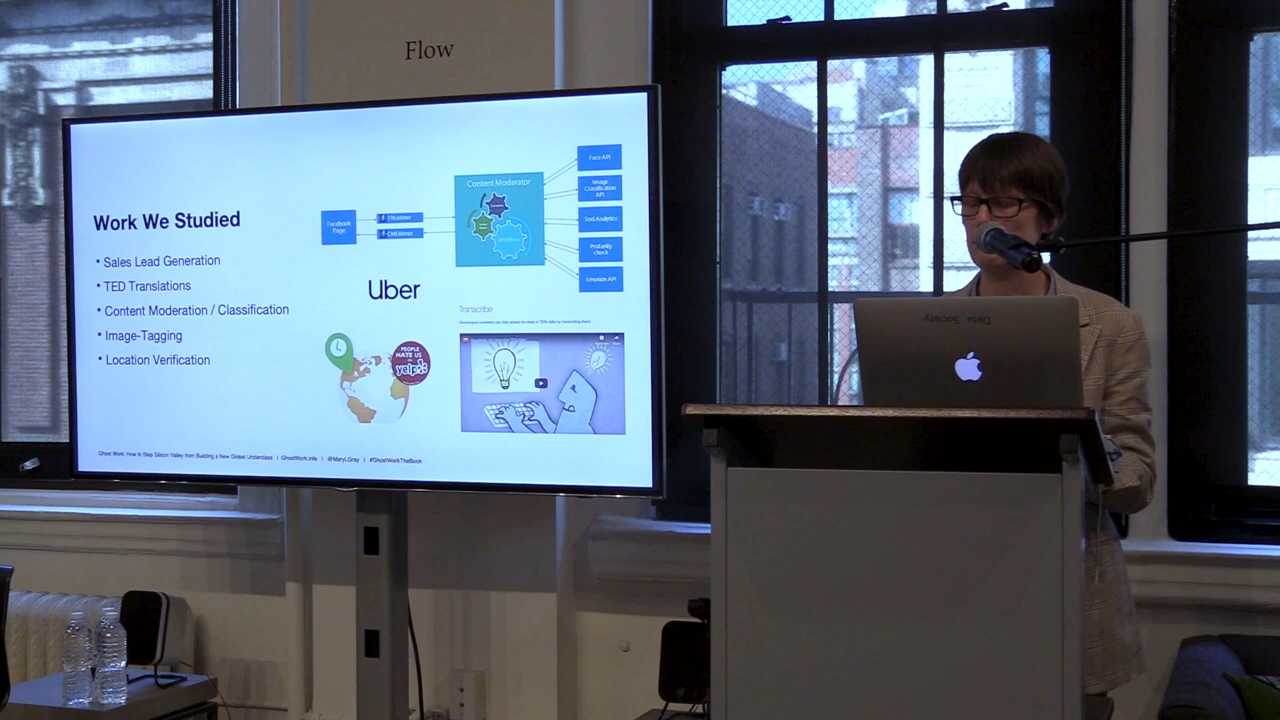 Flow
Work We Studied
• Sales Lead Generation
• TED Translations
• Content Moderation / Classification
• Image-Tagging
• Location Verification
Facebook
Page
Content Moderator
Face API
Image
Classification
API
Text Analytics
Profanity
check
Emotion API
Uber
PEOPLE
HATE US
yelp
Transcribe
Ghost Work: How to Stop Silicon Valley from Building a New Global Underclass | GhostWork.info | @MaryLGray | #GhostWorkTheBook
Data & Society